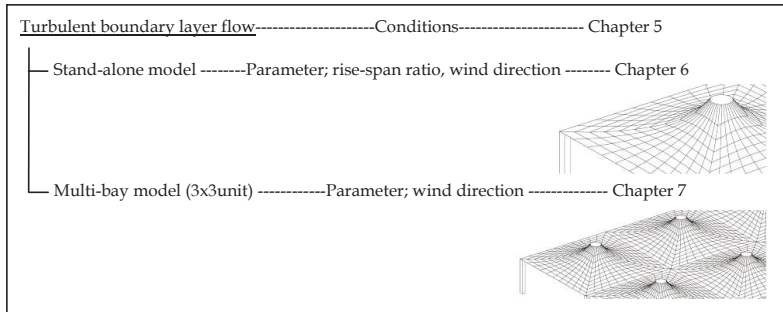 Turbulent boundary layer flow--------------------Conditions--------------------- Chapter 5
Stand-alone model --------Parameter; rise-span ratio, wind direction -------- Chapter 6
Multi-bay model (3x3unit) ------------Parameter; wind direction -------------- Chapter 7